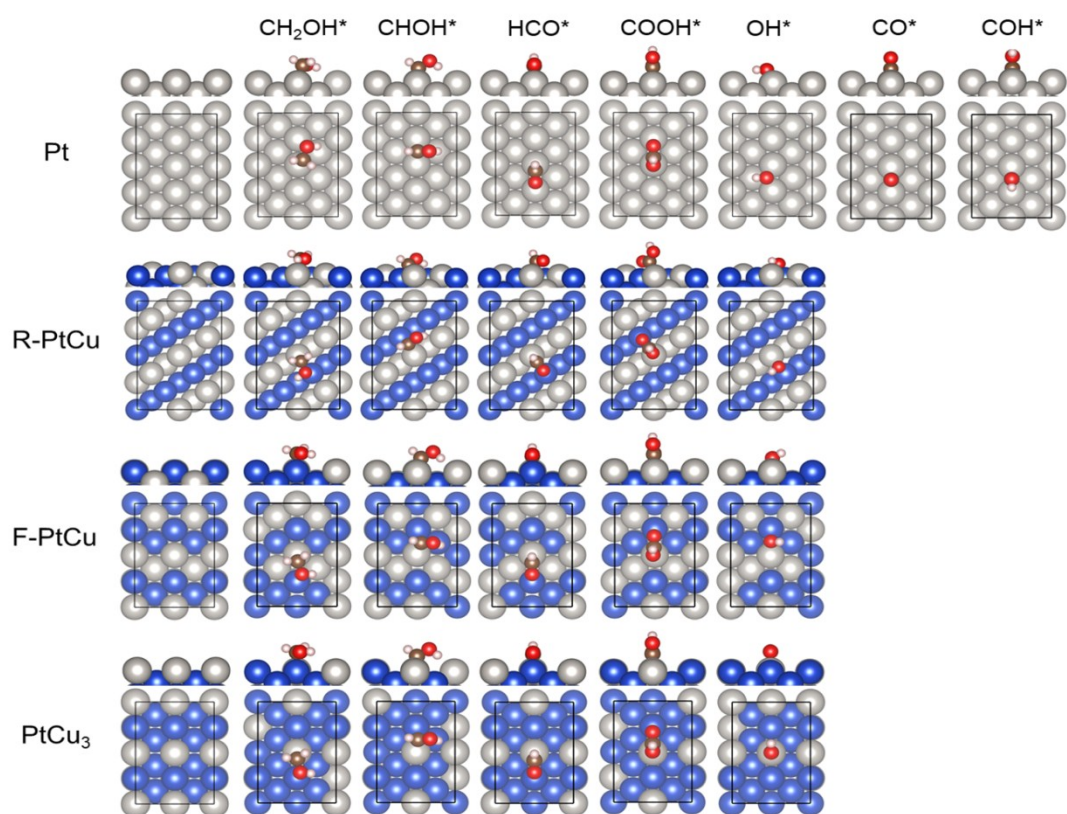 CH₂OH* CHOH* HCO* COOH* OH* CO* COH*
Pt
R-PtCu
F-PtCu
PtCu₃